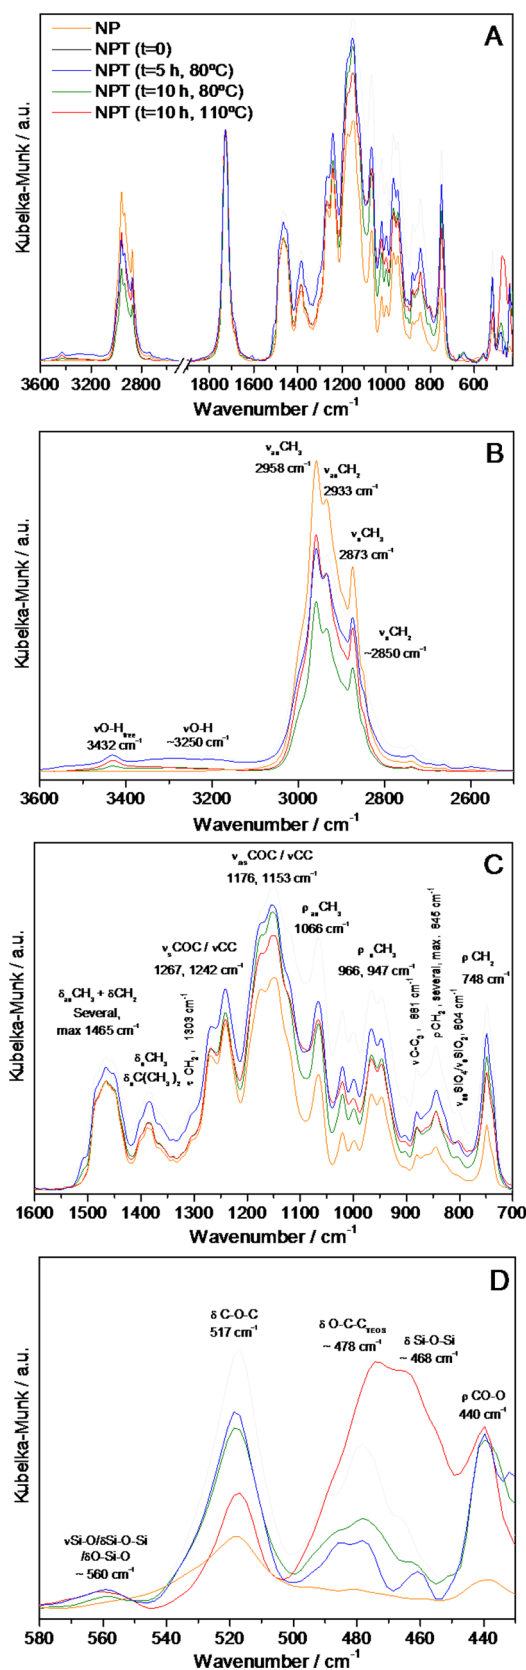 NP
NPT (t=0)
NPT (t=5 h, 80ºC)
NPT (t=10 h, 80ºC)
NPT (t=10 h, 110ºC)
A
Kubelka-Munk / a.u.
3600 3200 2800 1800 1600 1400 1200 1000 800 600
Wavenumber / cm⁻¹
B
νasCH3
2958 cm⁻¹
νasCH2
2933 cm⁻¹
νsCH3
2873 cm⁻¹
νsCH2
~2850 cm⁻¹
νO-Hfree
3432 cm⁻¹
νO-H
~3250 cm⁻¹
Kubelka-Munk / a.u.
3600 3400 3200 3000 2800 2600
Wavenumber / cm⁻¹
C
νasCOC / νCC
1176, 1153 cm⁻¹
ρasCH3
1066 cm⁻¹
νsCOC / νCC
1267, 1242 cm⁻¹
ρsCH3
966, 947 cm⁻¹
ν C-C3, 881 cm⁻¹
ρ CH2, several, max. 845 cm⁻¹
νasSiO4/νsSiO2, 804 cm⁻¹
ρ CH2
748 cm⁻¹
δasCH3 + δCH2
Several,
max 1465 cm⁻¹
δsCH3
δsC(CH3)2
τ CH2, 1303 cm⁻¹
Kubelka-Munk / a.u.
1600 1500 1400 1300 1200 1100 1000 900 800 700
Wavenumber / cm⁻¹
D
δ C-O-C
517 cm⁻¹
δ O-C-CTEOS
~ 478 cm⁻¹
δ Si-O-Si
~ 468 cm⁻¹
ρ CO-O
440 cm⁻¹
νSi-O/δSi-O-Si
/δO-Si-O
~ 560 cm⁻¹
Kubelka-Munk / a.u.
580 560 540 520 500 480 460 440
Wavenumber / cm⁻¹